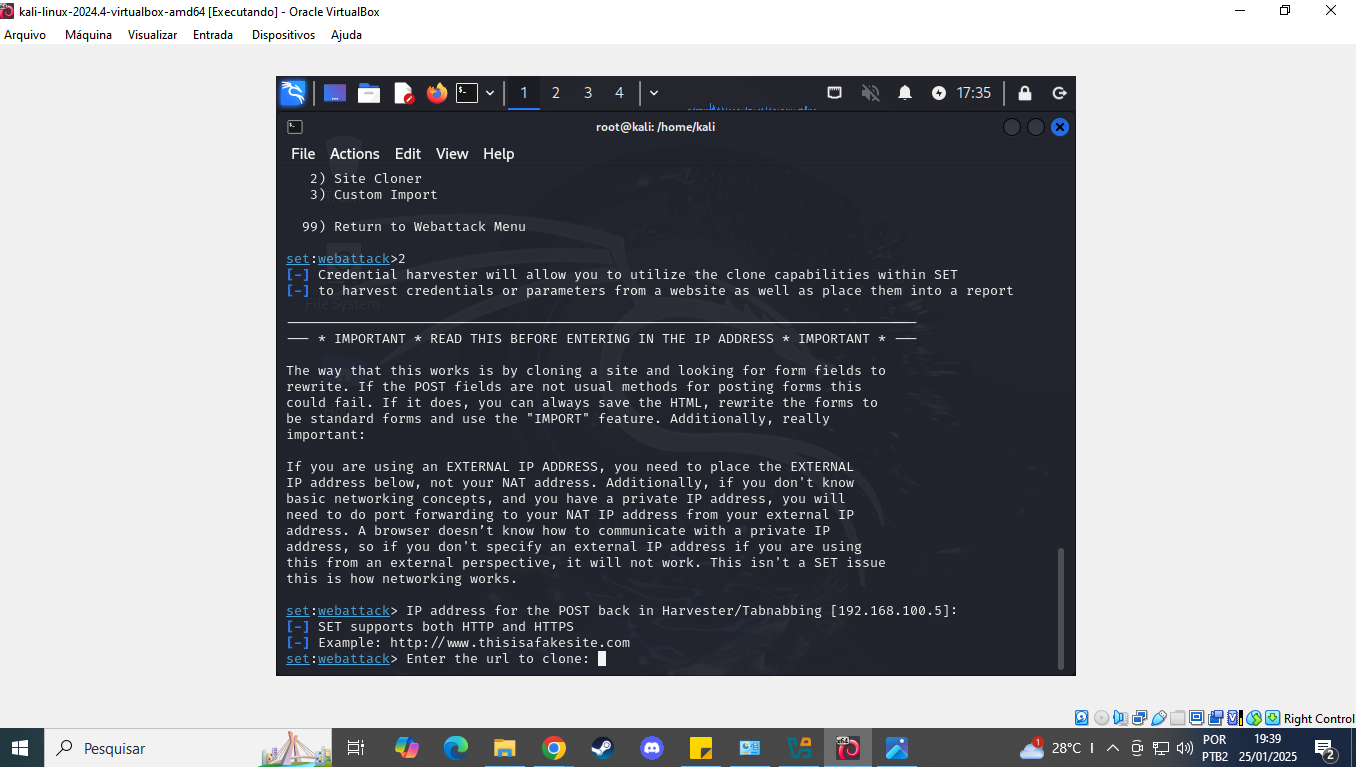 kali-linux-2024.4-virtualbox-amd64 [Executando] - Oracle VirtualBox
Arquivo Máquina Visualizar Entrada Dispositivos Ajuda
1 2 3 4 17:35
root@kali: /home/kali
File Actions Edit View Help
2) Site Cloner
3) Custom Import
99) Return to Webattack Menu
set:webattack>2
[-] Credential harvester will allow you to utilize the clone capabilities within SET
[-] to harvest credentials or parameters from a website as well as place them into a report
File System
--- * IMPORTANT * READ THIS BEFORE ENTERING IN THE IP ADDRESS * IMPORTANT * ---
The way that this works is by cloning a site and looking for form fields to
rewrite. If the POST fields are not usual methods for posting forms this
could fail. If it does, you can always save the HTML, rewrite the forms to
be standard forms and use the "IMPORT" feature. Additionally, really
important:
If you are using an EXTERNAL IP ADDRESS, you need to place the EXTERNAL
IP address below, not your NAT address. Additionally, if you don't know
basic networking concepts, and you have a private IP address, you will
need to do port forwarding to your NAT IP address from your external IP
address. A browser doesn’t know how to communicate with a private IP
address, so if you don't specify an external IP address if you are using
this from an external perspective, it will not work. This isn't a SET issue
this is how networking works.
set:webattack> IP address for the POST back in Harvester/Tabnabbing [192.168.100.5]:
[-] SET supports both HTTP and HTTPS
[-] Example: http://www.thisisafakesite.com
set:webattack> Enter the url to clone:
Right Control
Pesquisar
1
28°C
POR
PTB2
19:39
25/01/2025
2